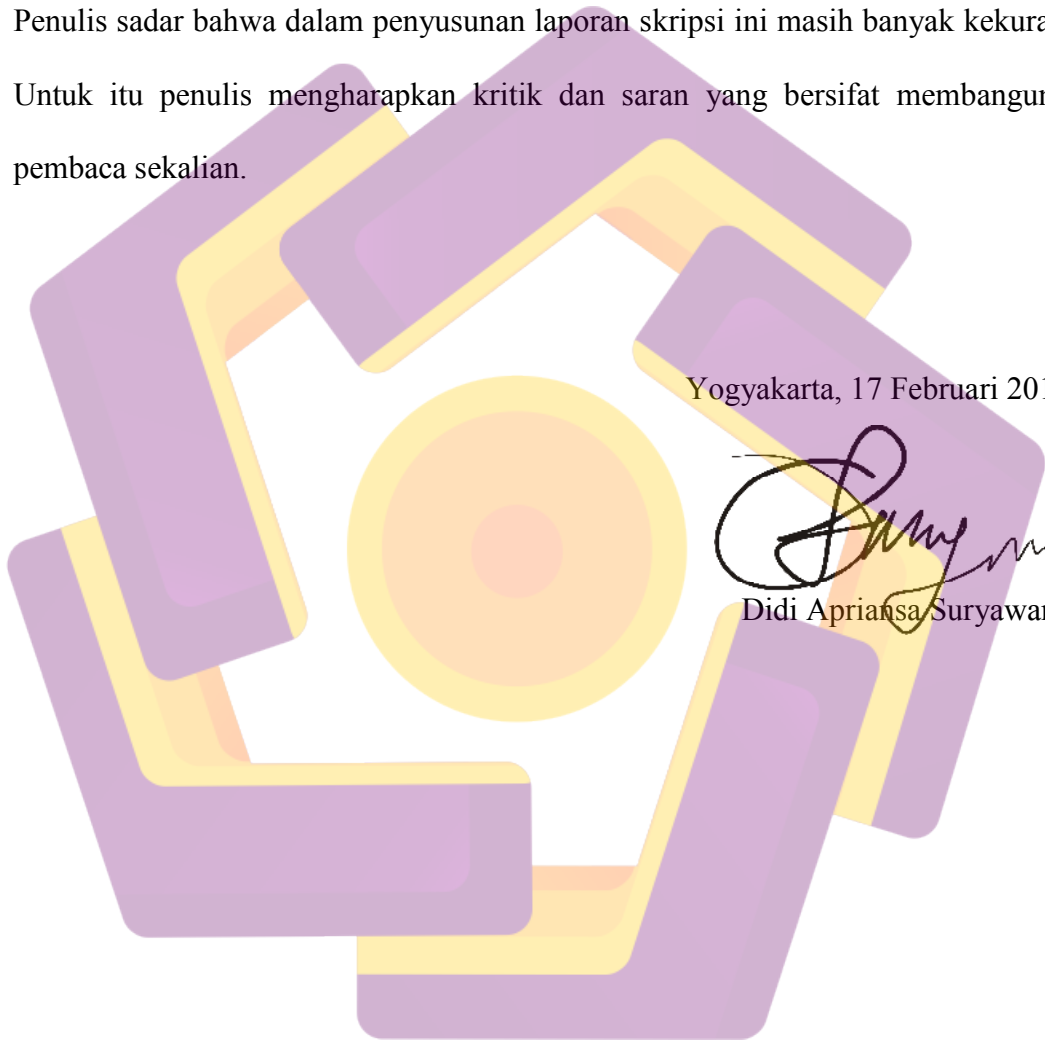 Penulis sadar bahwa dalam penyusunan laporan skripsi ini masih banyak kekura
Untuk itu penulis mengharapkan kritik dan saran yang bersifat membangun
pembaca sekalian.
Yogyakarta, 17 Februari 201
Didi Apriansa Suryawan